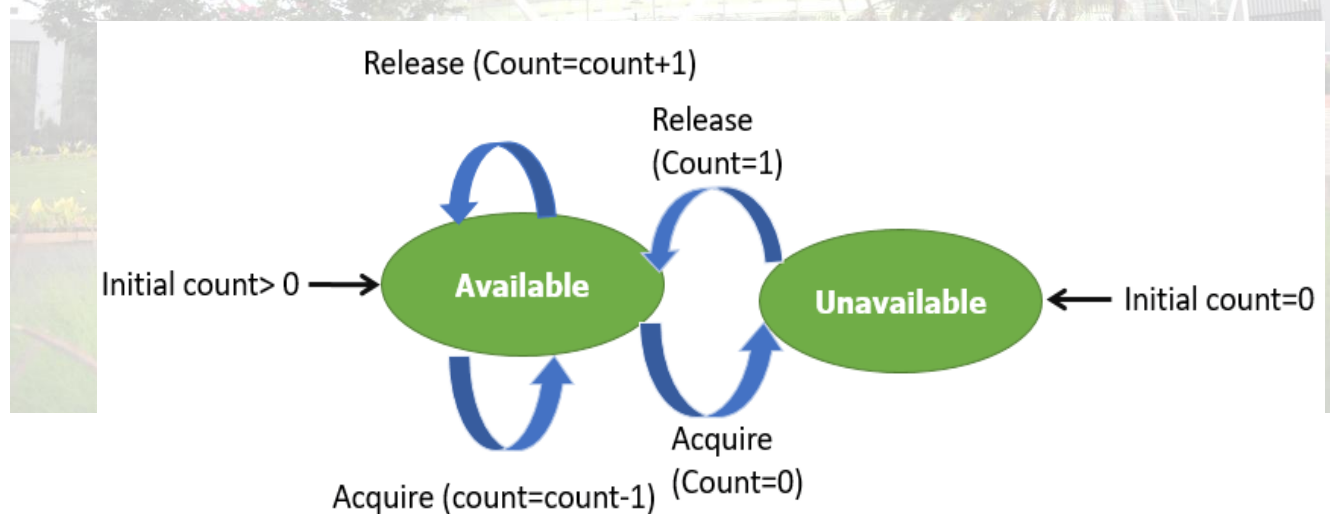 Release (Count=count+1)
Release
(Count=1)
Initial count> 0
Available
Unavailable
Initial count=0
Acquire
(Count=0)
Acquire (count=count-1)